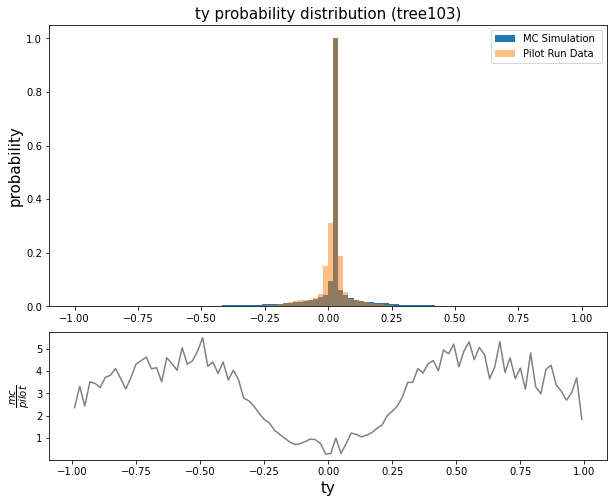 ty probability distribution (tree103)
MC Simulation
Pilot Run Data
probability
1.0
0.8
0.6
0.4
0.2
0.0
−1.00 −0.75 −0.50 −0.25 0.00 0.25 0.50 0.75 1.00
mc
pilot
5
4
3
2
1
−1.00 −0.75 −0.50 −0.25 0.00 0.25 0.50 0.75 1.00
ty